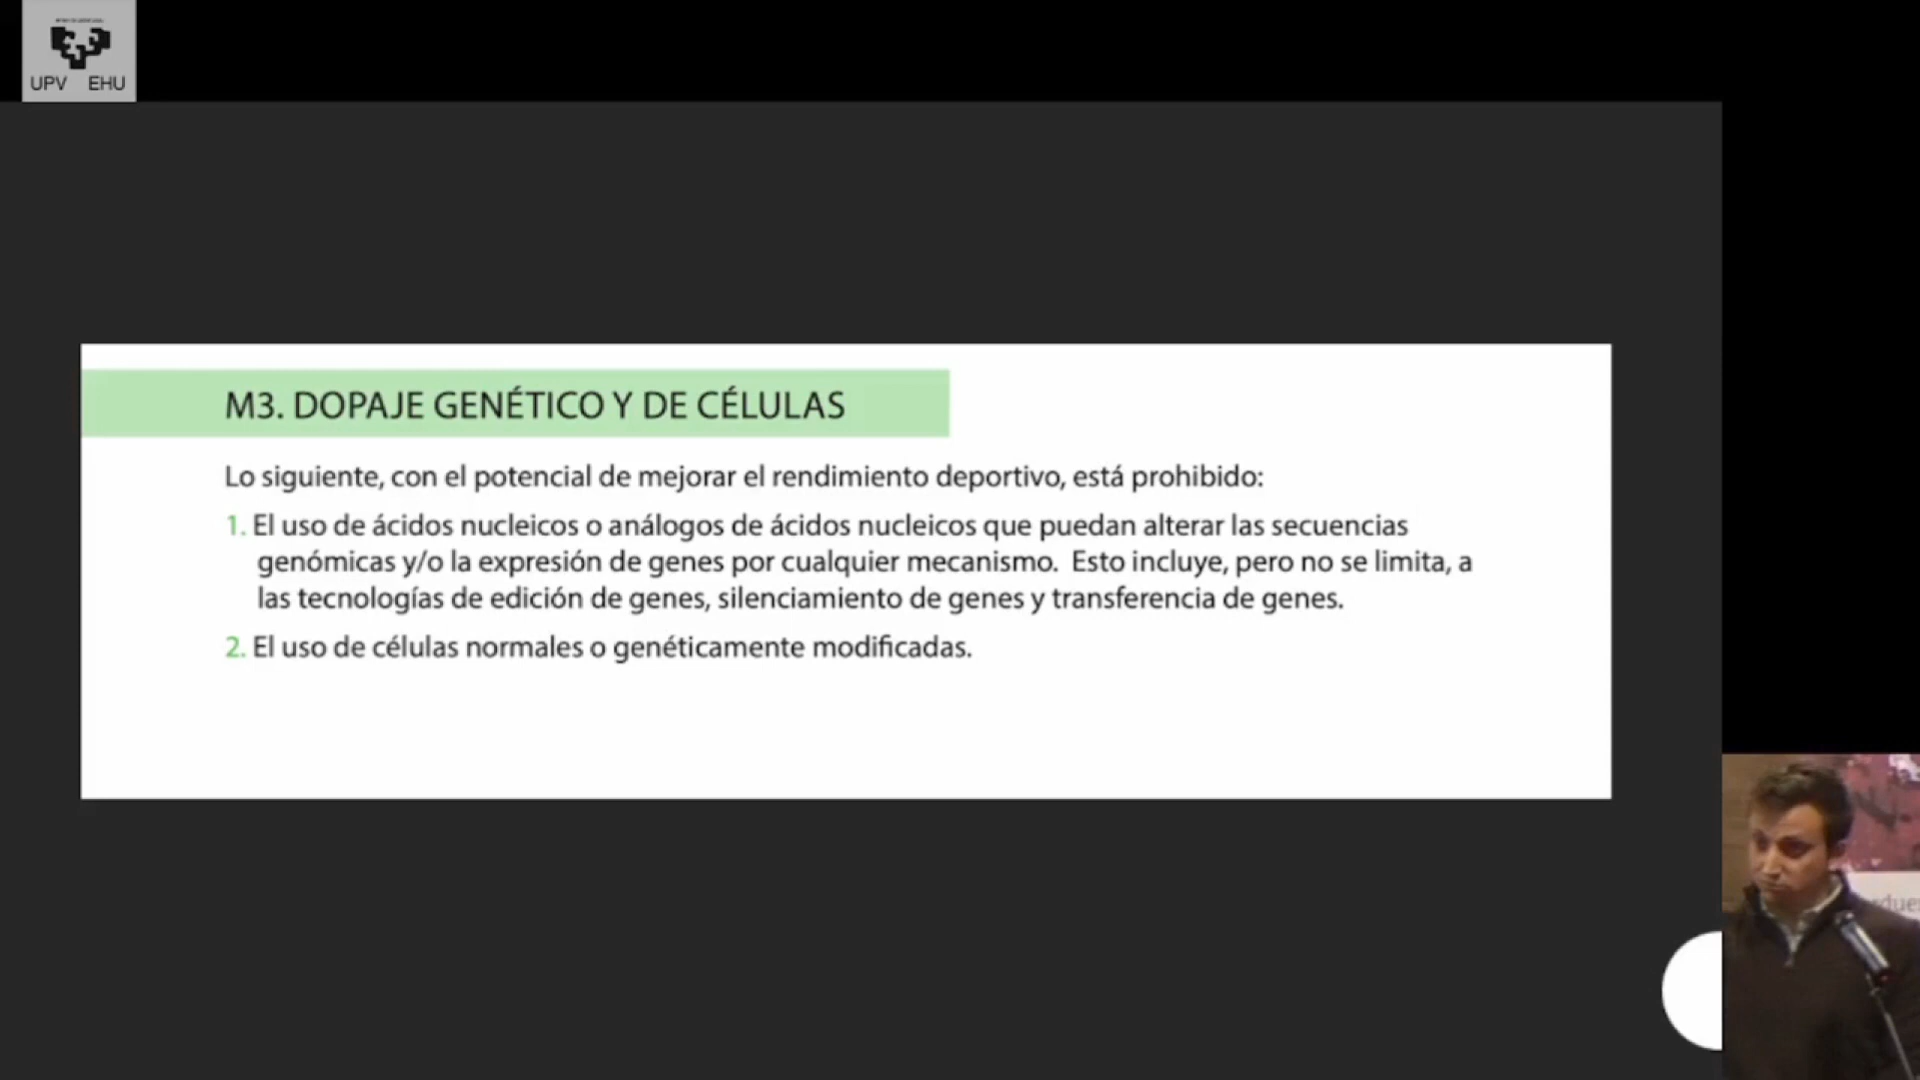 UPV EHU
M3. DOPAJE GENÉTICO Y DE CÉLULAS
Lo siguiente, con el potencial de mejorar el rendimiento deportivo, está prohibido:
1. El uso de ácidos nucleicos o análogos de ácidos nucleicos que puedan alterar las secuencias
genómicas y/o la expresión de genes por cualquier mecanismo. Esto incluye, pero no se limita, a
las tecnologías de edición de genes, silenciamiento de genes y transferencia de genes.
2. El uso de células normales o genéticamente modificadas.